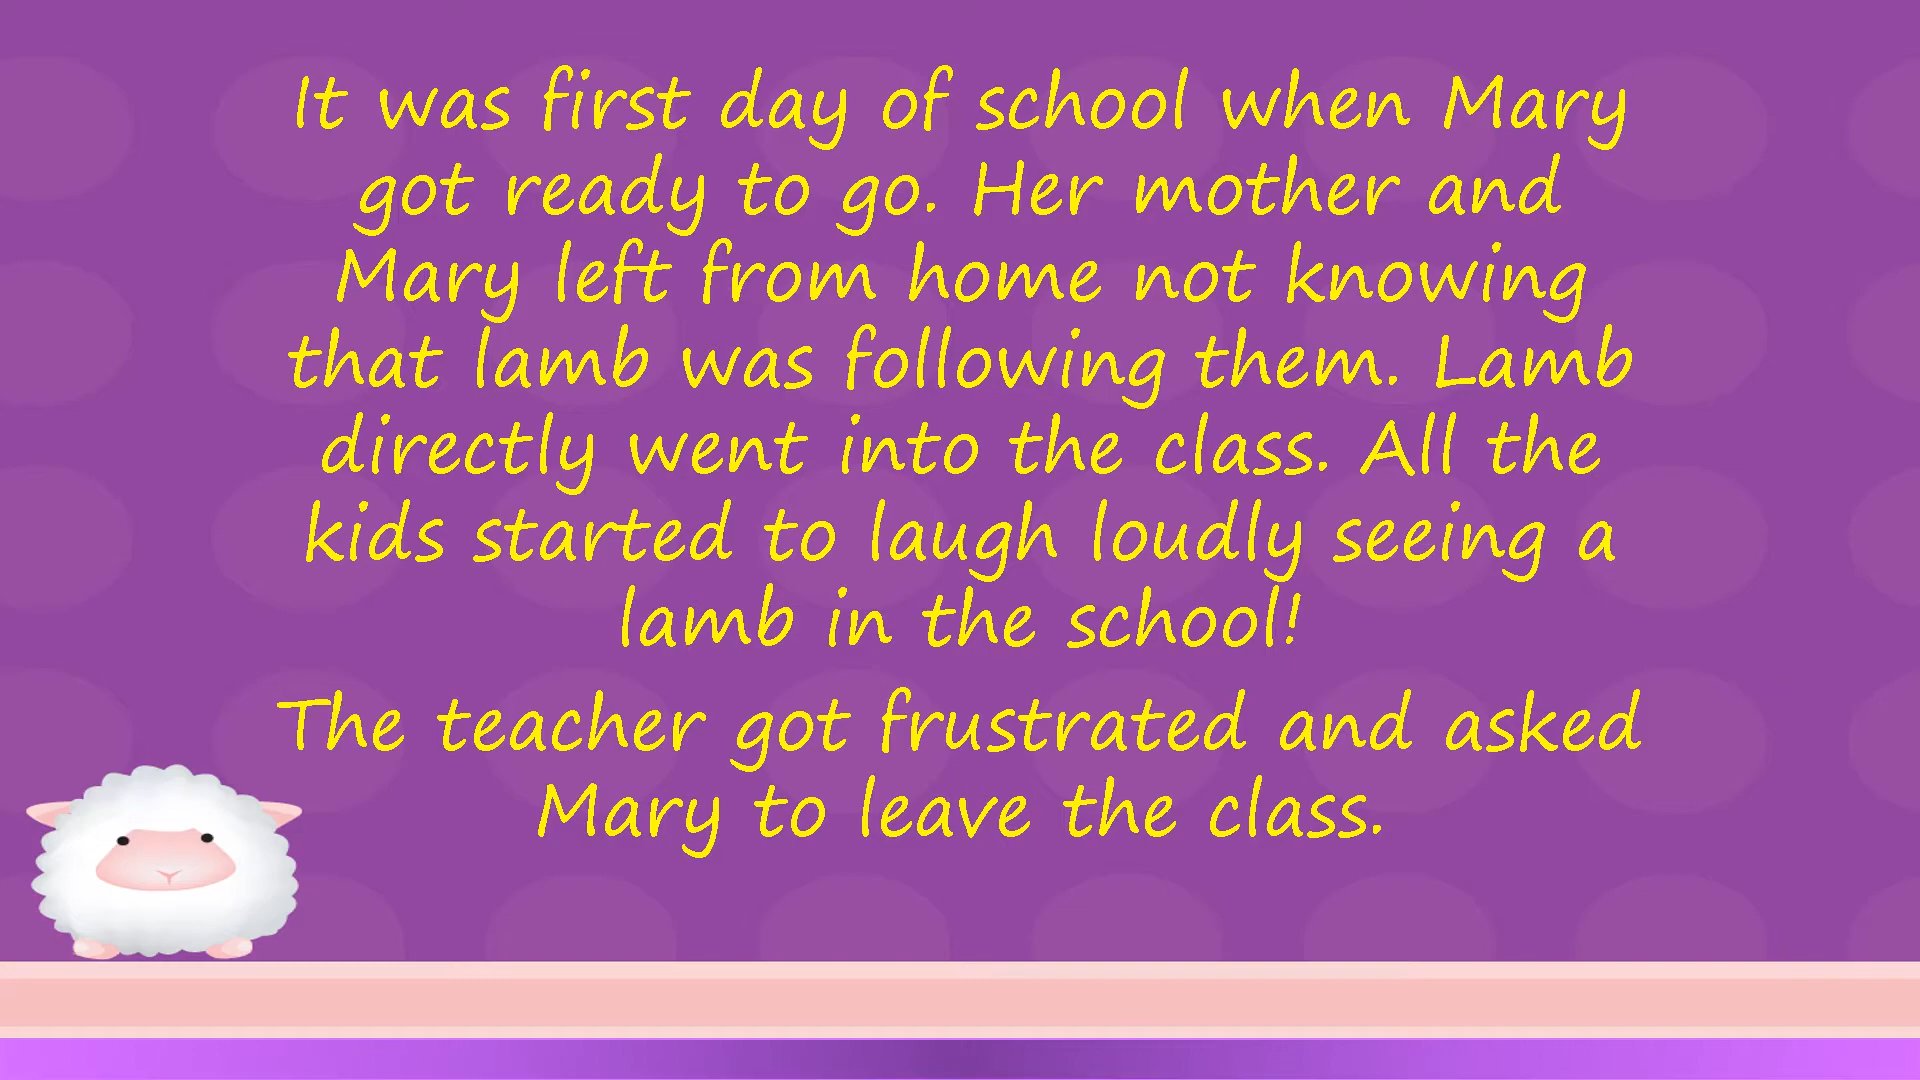 It was first day of school when Mary
got ready to go. Her mother and
Mary left from home not knowing
that lamb was following them. Lamb
directly went into the class. All the
kids started to laugh loudly seeing a
lamb in the school!
The teacher got frustrated and asked
Mary to leave the class.